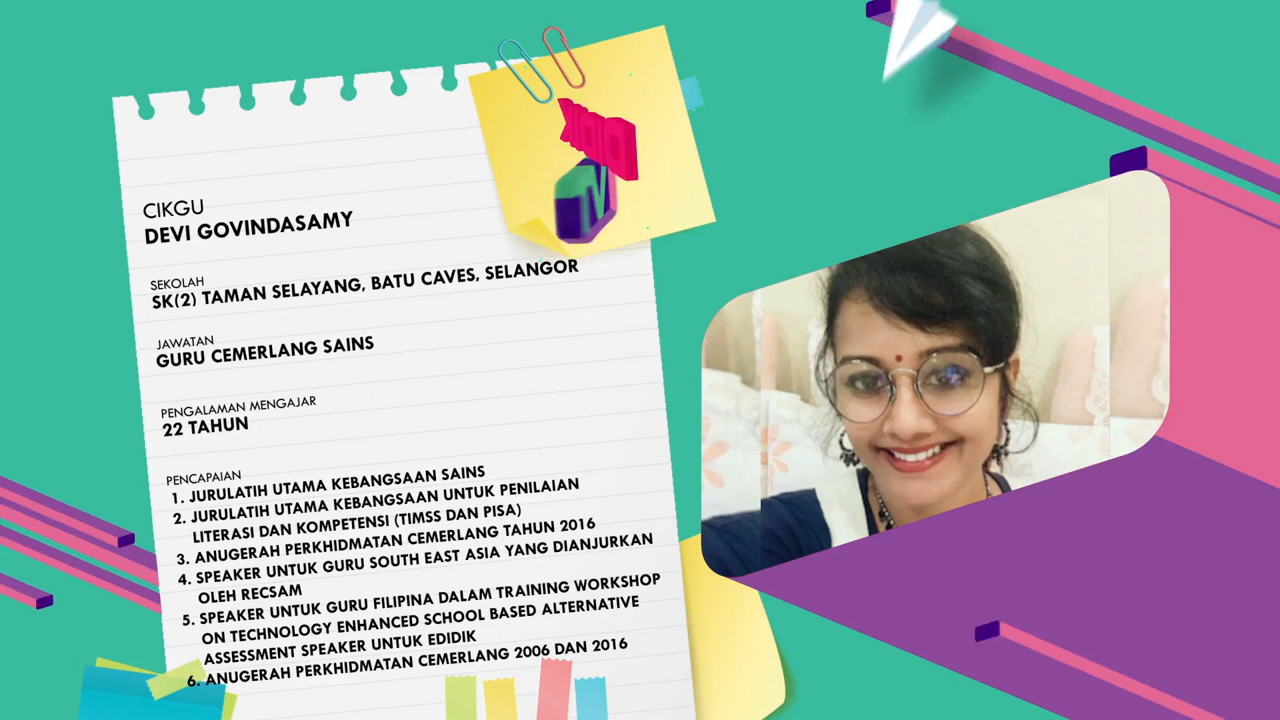 CIKGU
DEVI GOVINDASAMY
SEKOLAH
SK(2) TAMAN SELAYANG, BATU CAVES, SELANGOR
JAWATAN
GURU CEMERLANG SAINS
PENGALAMAN MENGAJAR
22 TAHUN
PENCAPAIAN
1. JURULATIH UTAMA KEBANGSAAN SAINS
2. JURULATIH UTAMA KEBANGSAAN UNTUK PENILAIAN
LITERASI DAN KOMPETENSI (TIMSS DAN PISA)
3. ANUGERAH PERKHIDMATAN CEMERLANG TAHUN 2016
4. SPEAKER UNTUK GURU SOUTH EAST ASIA YANG DIANJURKAN
OLEH RECSAM
5. SPEAKER UNTUK GURU FILIPINA DALAM TRAINING WORKSHOP
ON TECHNOLOGY ENHANCED SCHOOL BASED ALTERNATIVE
ASSESSMENT SPEAKER UNTUK EDIDIK
6. ANUGERAH PERKHIDMATAN CEMERLANG 2006 DAN 2016